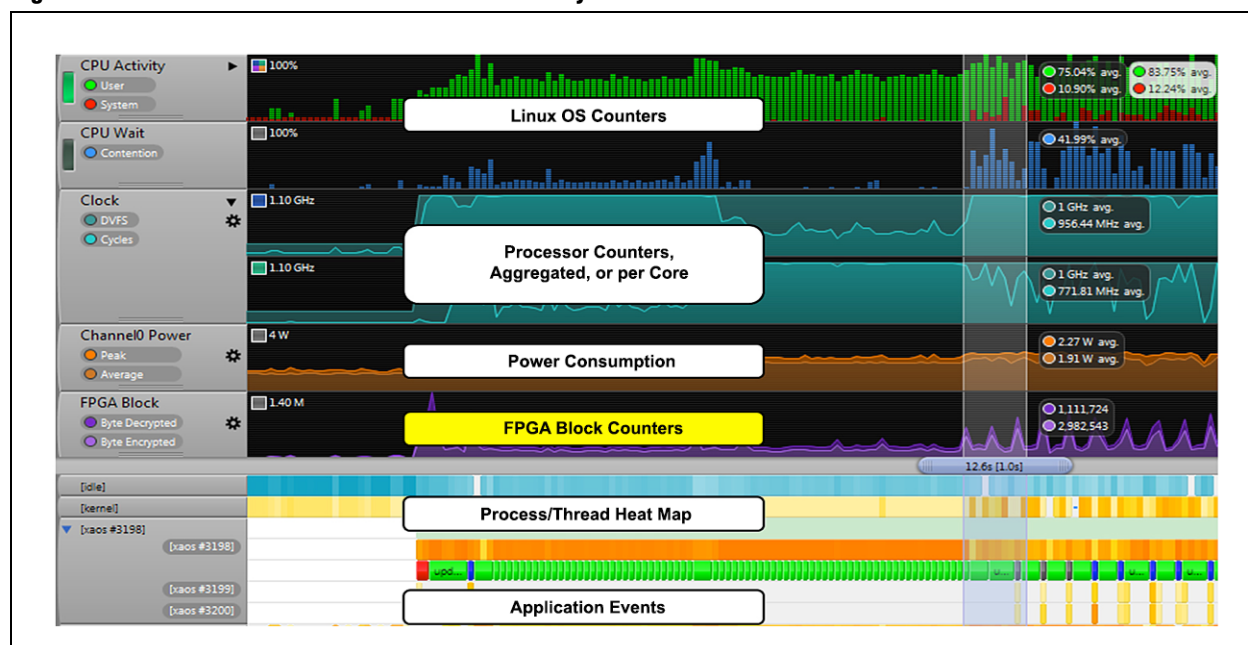 CPU Activity
User
System
100%
75.04% avg.
10.90% avg.
83.75% avg.
12.24% avg.
Linux OS Counters
CPU Wait
Contention
100%
41.99% avg.
Clock
DVFS
Cycles
1.10 GHz
1 GHz avg.
956.44 MHz avg.
Processor Counters,
Aggregated, or per Core
1.10 GHz
1 GHz avg.
771.81 MHz avg.
Channel0 Power
Peak
Average
4 W
Power Consumption
2.27 W avg.
1.91 W avg.
FPGA Block
Byte Decrypted
Byte Encrypted
1.40 M
FPGA Block Counters
1,111,724
2,982,543
12.6s [1.0s]
[idle]
[kernel]
Process/Thread Heat Map
[xaos #3198]
[xaos #3198]
upd...
u...
u...
u...
[xaos #3199]
[xaos #3200]
Application Events